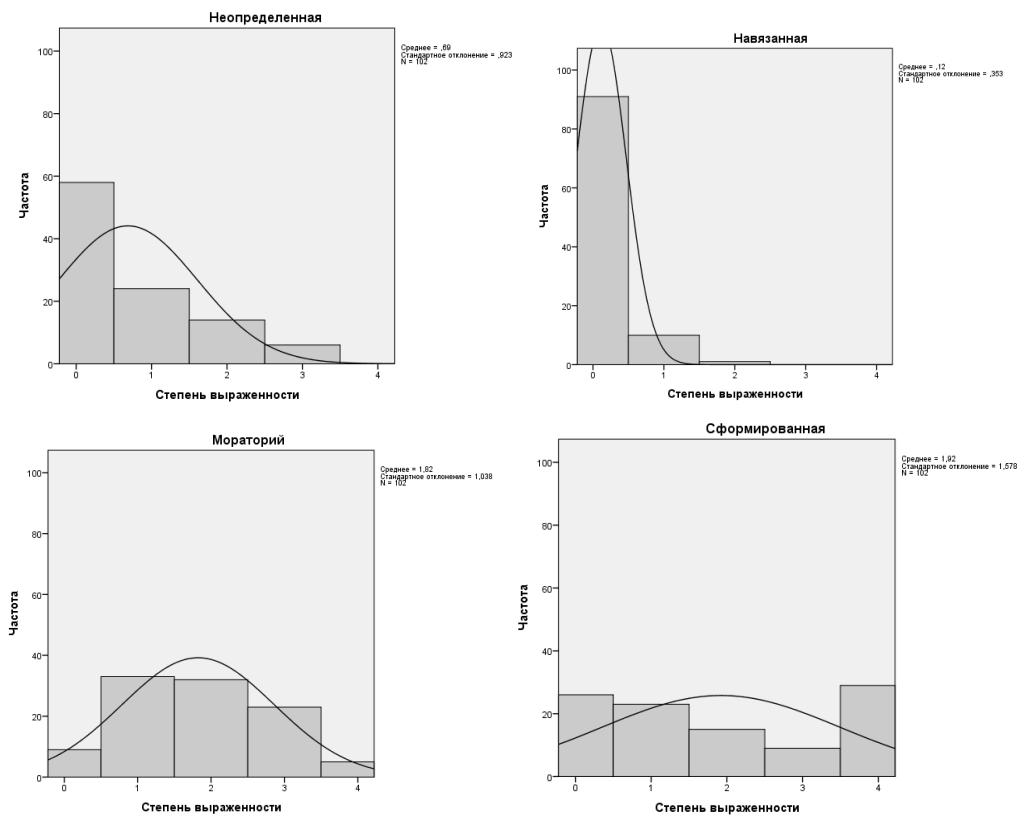 Неопределенная
Среднее = ,69
Стандартное отклонение = ,923
N = 102
100
80
60
40
20
0
Частота
0 1 2 3 4
Степень выраженности
Навязанная
Среднее = ,12
Стандартное отклонение = ,353
N = 102
100
80
60
40
20
0
Частота
0 1 2 3 4
Степень выраженности
Мораторий
Среднее = 1,82
Стандартное отклонение = 1,038
N = 102
100
80
60
40
20
0
Частота
0 1 2 3 4
Степень выраженности
Сформированная
Среднее = 1,92
Стандартное отклонение = 1,578
N = 102
100
80
60
40
20
0
Частота
0 1 2 3 4
Степень выраженности